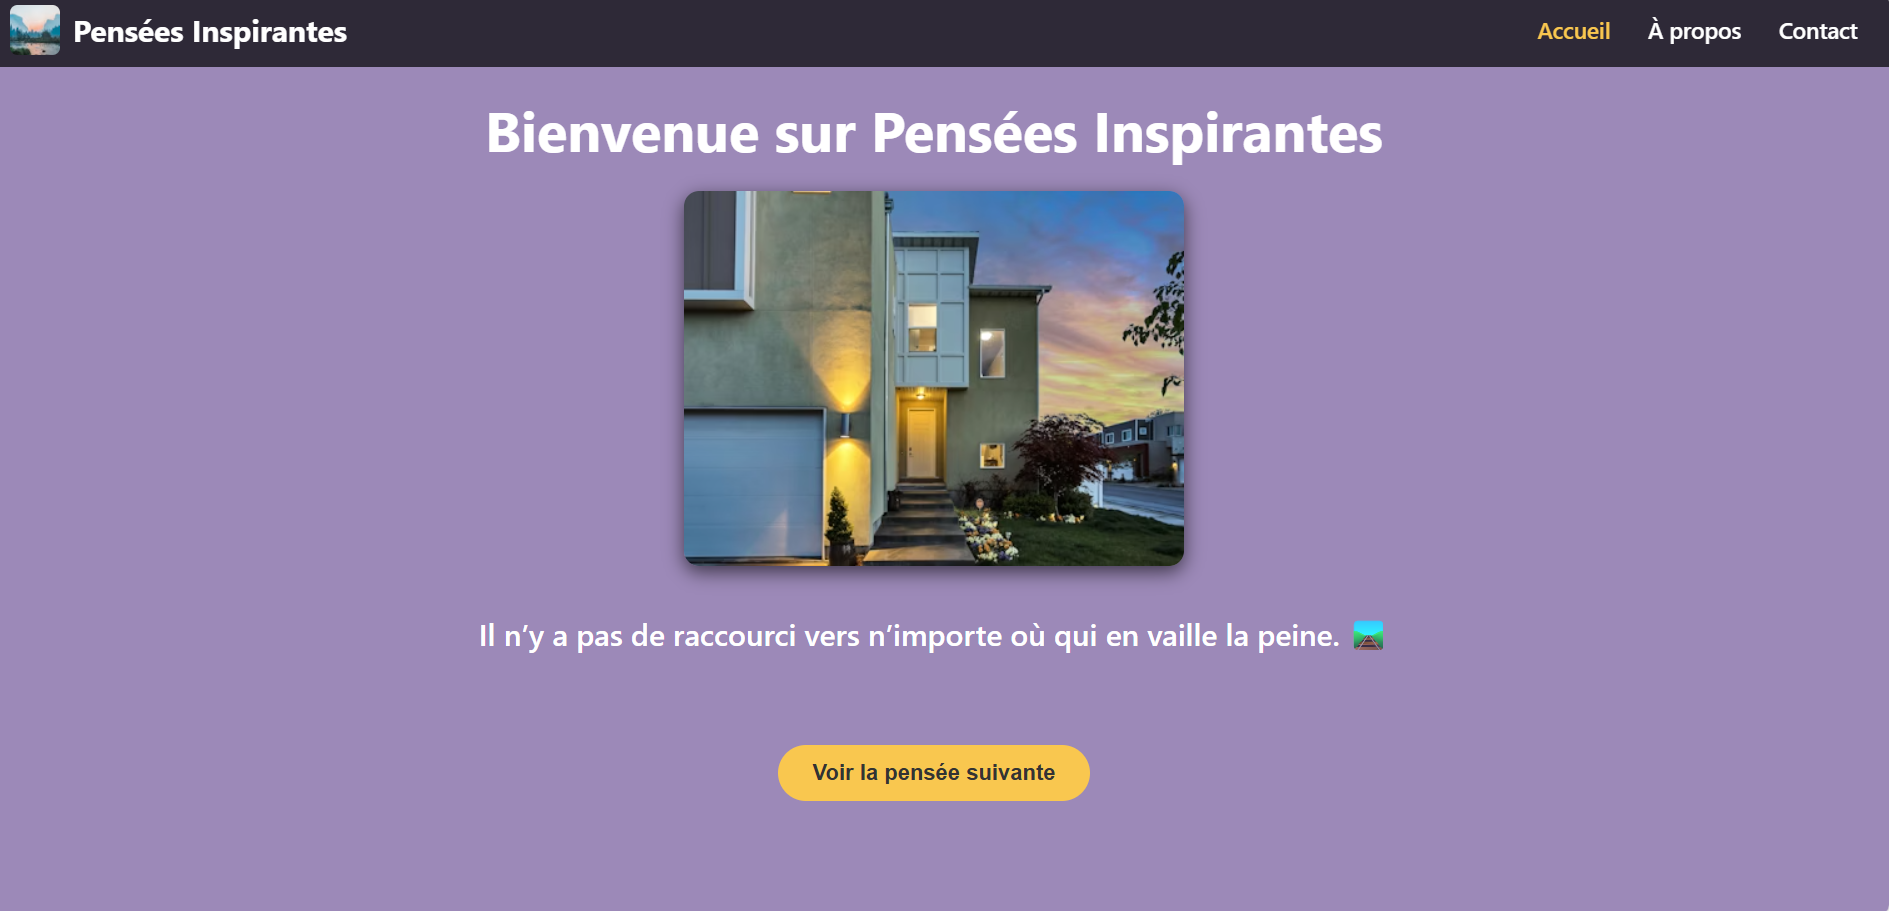 Pensées Inspirantes
Accueil À propos Contact
Bienvenue sur Pensées Inspirantes
Il n’y a pas de raccourci vers n’importe où qui en vaille la peine. 🛤️
Voir la pensée suivante